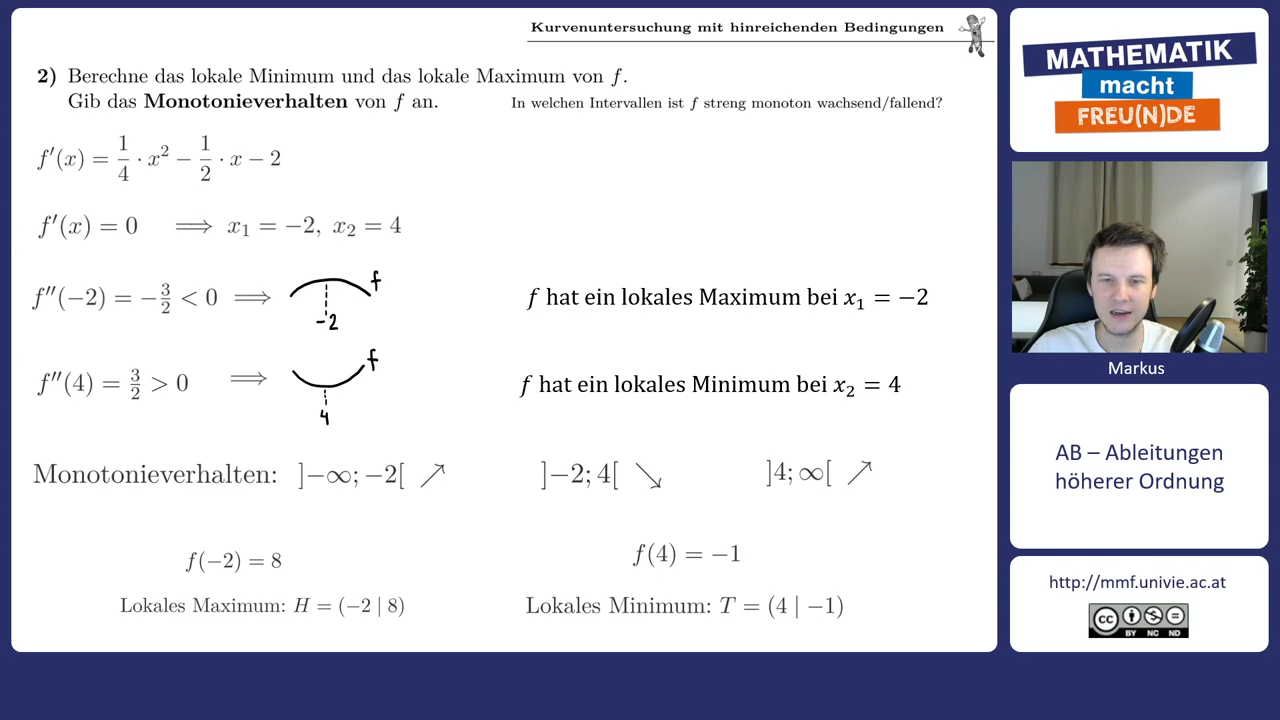 Kurvenuntersuchung mit hinreichenden Bedingungen
2) Berechne das lokale Minimum und das lokale Maximum von f.
Gib das Monotonieverhalten von f an. In welchen Intervallen ist f streng monoton wachsend/fallend?
f′(x) = 1/4 · x² − 1/2 · x − 2
f′(x) = 0 ⟹ x₁ = −2, x₂ = 4
f″(−2) = −3/2 < 0 ⟹ f
-2
f hat ein lokales Maximum bei x₁ = −2
f″(4) = 3/2 > 0 ⟹ f
4
f hat ein lokales Minimum bei x₂ = 4
Monotonieverhalten: ]−∞; −2[ ↗ ]−2; 4[ ↘ ]4; ∞[ ↗
f(−2) = 8
f(4) = −1
Lokales Maximum: H = (−2 | 8)
Lokales Minimum: T = (4 | −1)
MATHEMATIK
macht
FREU(N)DE
Markus
AB – Ableitungen
höherer Ordnung
http://mmf.univie.ac.at
cc
BY NC ND